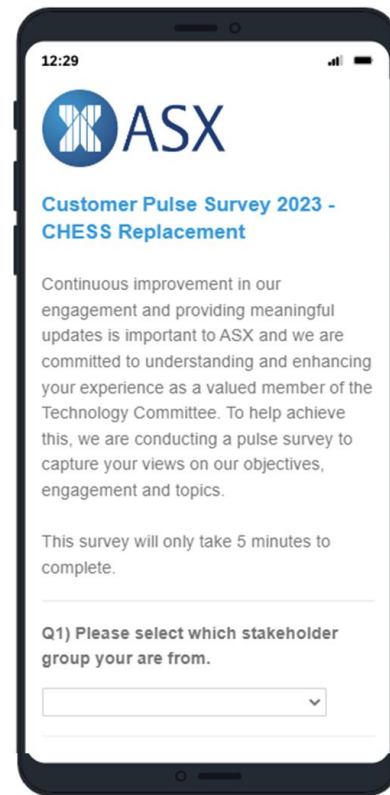 12:29
ASX
Customer Pulse Survey 2023 -
CHESS Replacement
Continuous improvement in our
engagement and providing meaningful
updates is important to ASX and we are
committed to understanding and enhancing
your experience as a valued member of the
Technology Committee. To help achieve
this, we are conducting a pulse survey to
capture your views on our objectives,
engagement and topics.
This survey will only take 5 minutes to
complete.
Q1) Please select which stakeholder
group your are from.